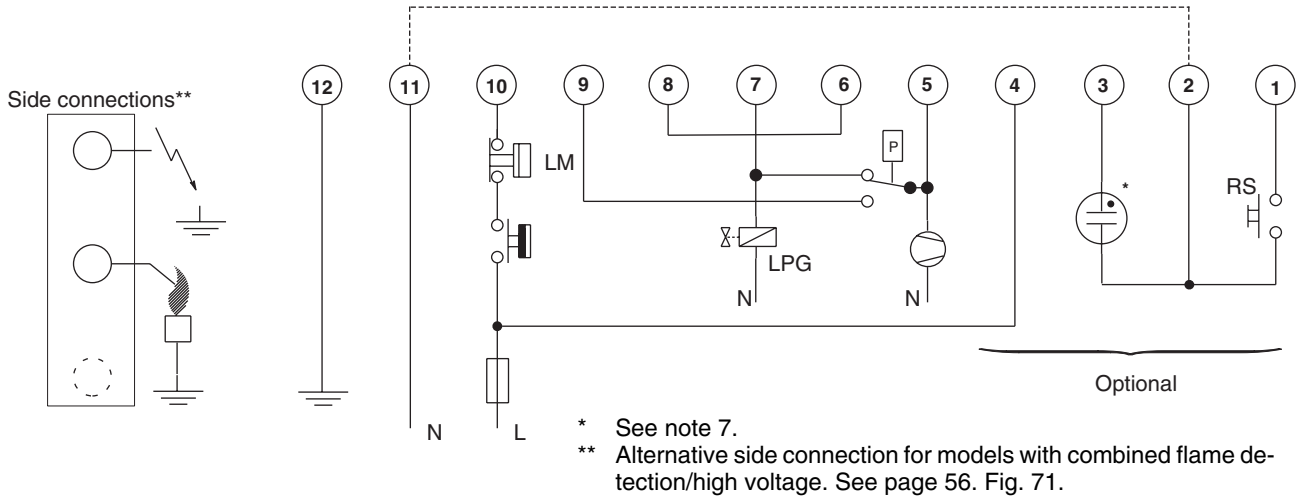 12 11 10 9 8 7 6 5 4 3 2 1
Side connections**
P
LM
*
RS
LPG
N
N
Optional
N
L
* See note 7.
** Alternative side connection for models with combined flame de-
tection/high voltage. See page 56. Fig. 71.